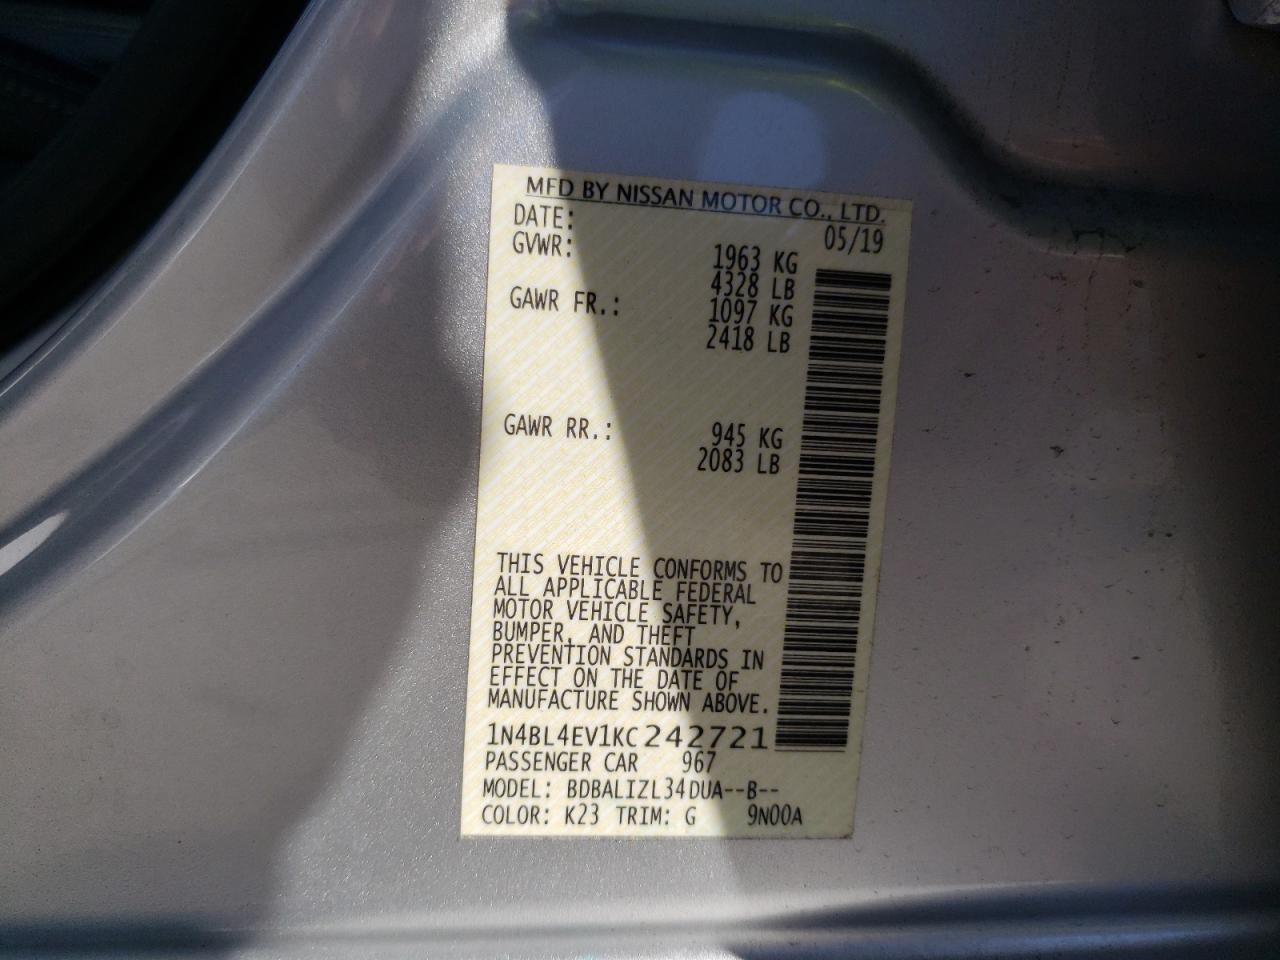 MFD BY NISSAN MOTOR CO., LTD.
DATE: 05/19
GVWR: 1963 KG
4328 LB
GAWR FR.: 1097 KG
2418 LB
GAWR RR.: 945 KG
2083 LB
THIS VEHICLE CONFORMS TO
ALL APPLICABLE FEDERAL
MOTOR VEHICLE SAFETY,
BUMPER, AND THEFT
PREVENTION STANDARDS IN
EFFECT ON THE DATE OF
MANUFACTURE SHOWN ABOVE.
1N4BL4EV1KC242721
PASSENGER CAR 967
MODEL: BDBALIZL34DUA--B--
COLOR: K23 TRIM: G 9N00A